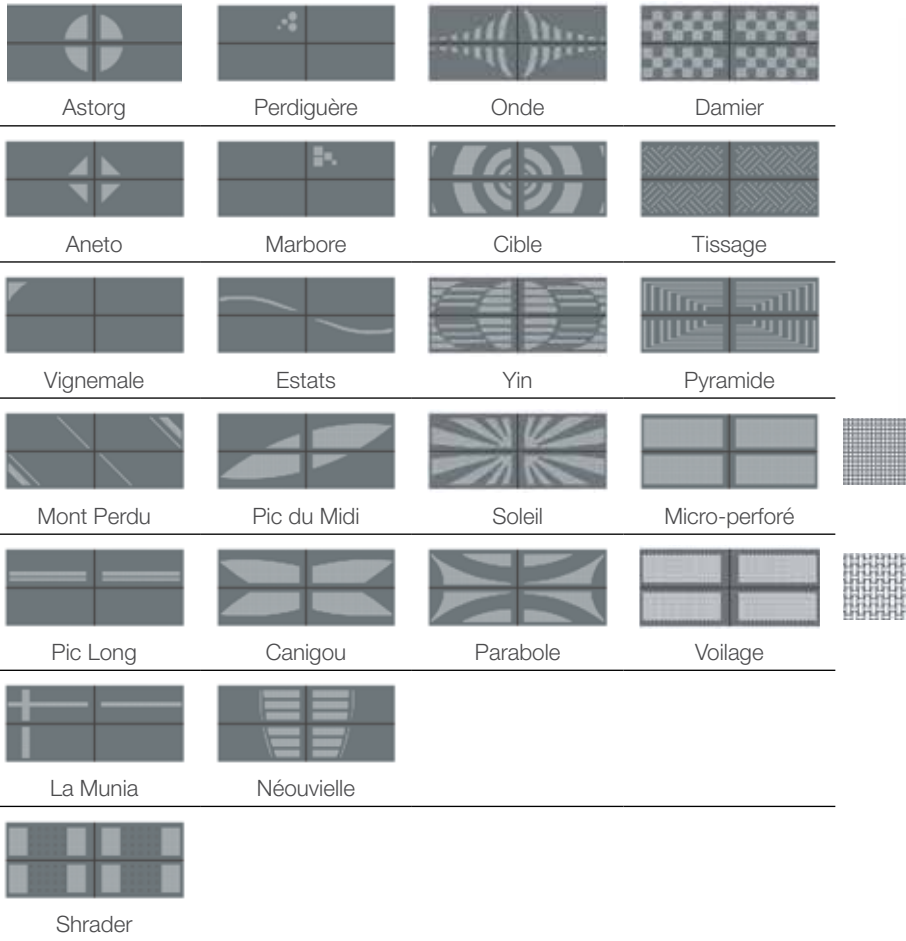 Astorg Perdiguère Onde Damier
Aneto Marbore Cible Tissage
Vignemale Estats Yin Pyramide
Mont Perdu Pic du Midi Soleil Micro-perforé
Pic Long Canigou Parabole Voilage
La Munia Néouvielle
Shrader